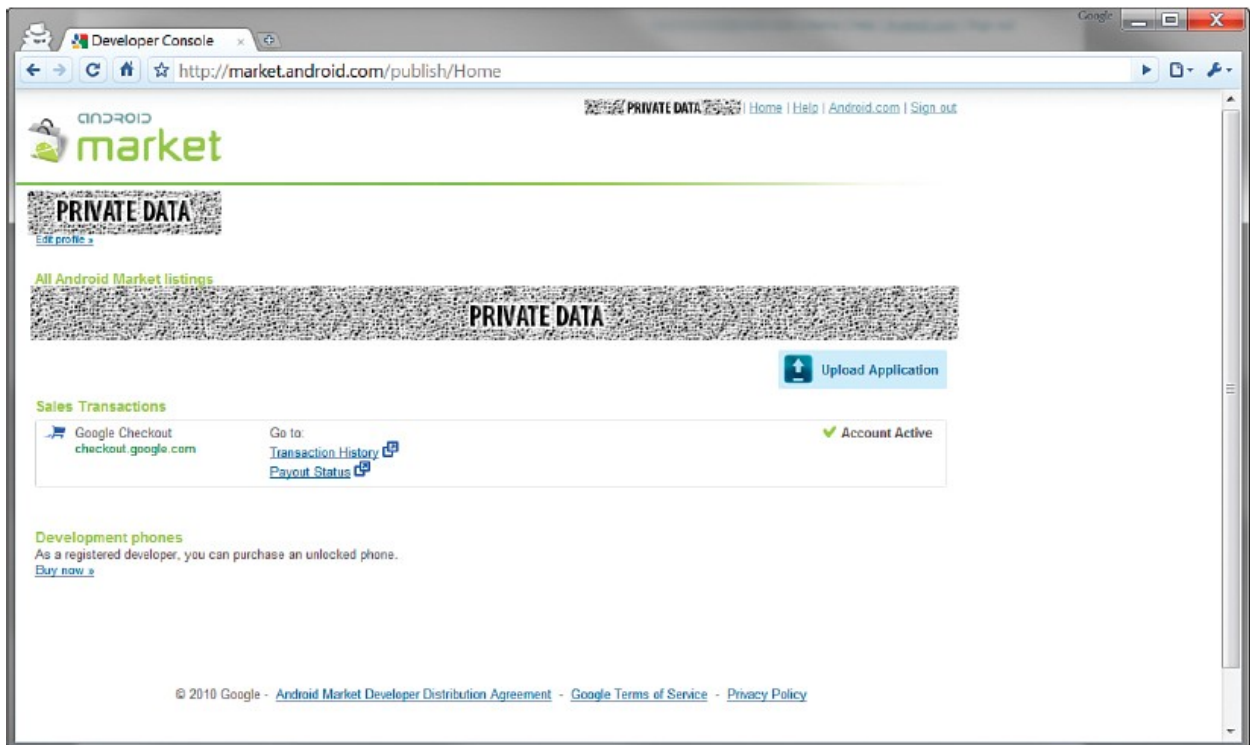 Google
Developer Console
http://market.android.com/publish/Home
PRIVATE DATA | Home | Help | Android.com | Sign out
android
market
PRIVATE DATA
Edit profile »
All Android Market listings
PRIVATE DATA
Upload Application
Sales Transactions
Google Checkout Go to: Account Active
checkout.google.com Transaction History
Payout Status
Development phones
As a registered developer, you can purchase an unlocked phone.
Buy now »
© 2010 Google - Android Market Developer Distribution Agreement - Google Terms of Service - Privacy Policy